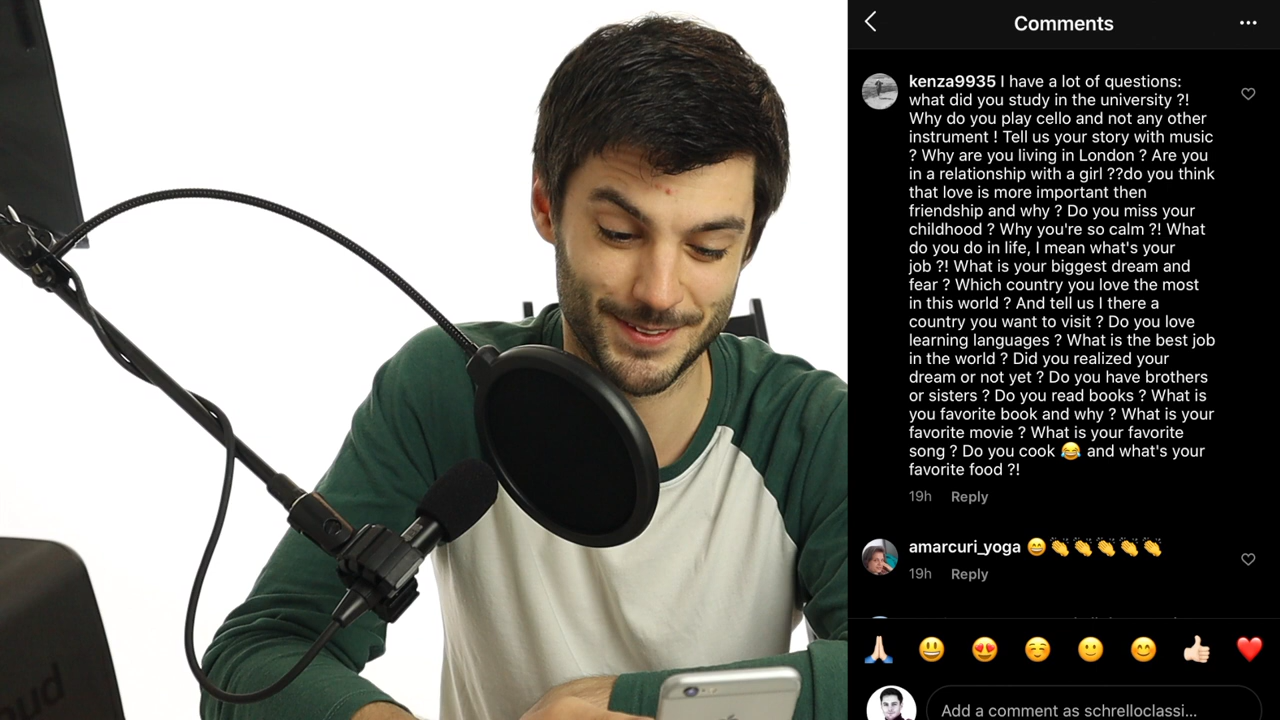 Comments
kenza9935 I have a lot of questions:
what did you study in the university ?!
Why do you play cello and not any other
instrument ! Tell us your story with music
? Why are you living in London ? Are you
in a relationship with a girl ??do you think
that love is more important then
friendship and why ? Do you miss your
childhood ? Why you're so calm ?! What
do you do in life, I mean what's your
job ?! What is your biggest dream and
fear ? Which country you love the most
in this world ? And tell us I there a
country you want to visit ? Do you love
learning languages ? What is the best job
in the world ? Did you realized your
dream or not yet ? Do you have brothers
or sisters ? Do you read books ? What is
you favorite book and why ? What is your
favorite movie ? What is your favorite
song ? Do you cook 😂 and what's your
favorite food ?!
19h Reply
amarcuri_yoga 😄👏👏👏👏👏
19h Reply
🙏🏻 😃 😍 ☺️ 🙂 😊 👍🏻 ❤️
Add a comment as schrelloclassi...